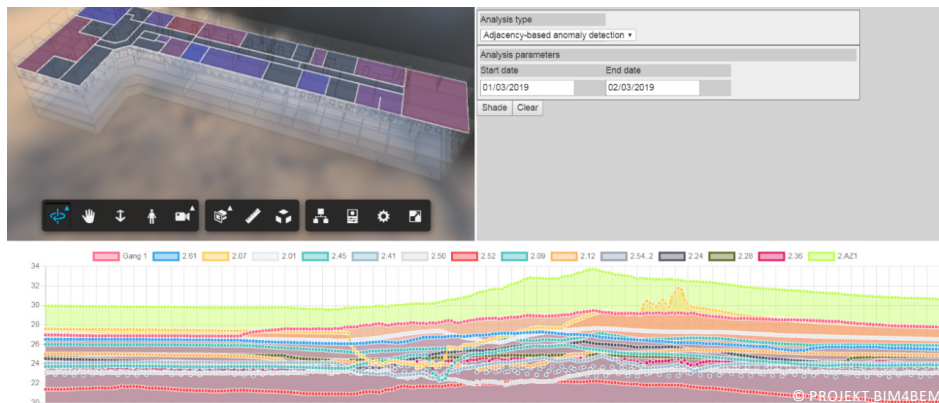 Analysis type
Adjacency-based anomaly detection
Analysis parameters
Start date End date
01/03/2019 02/03/2019
Shade Clear
Gang 1 2.61 2.07 2.01 2.45 2.41 2.50 2.52 2.09 2.12 2.54..2 2.24 2.28 2.36 2.AZ1
34
32
30
28
26
24
22
20
© PROJEKT BIM4BEM